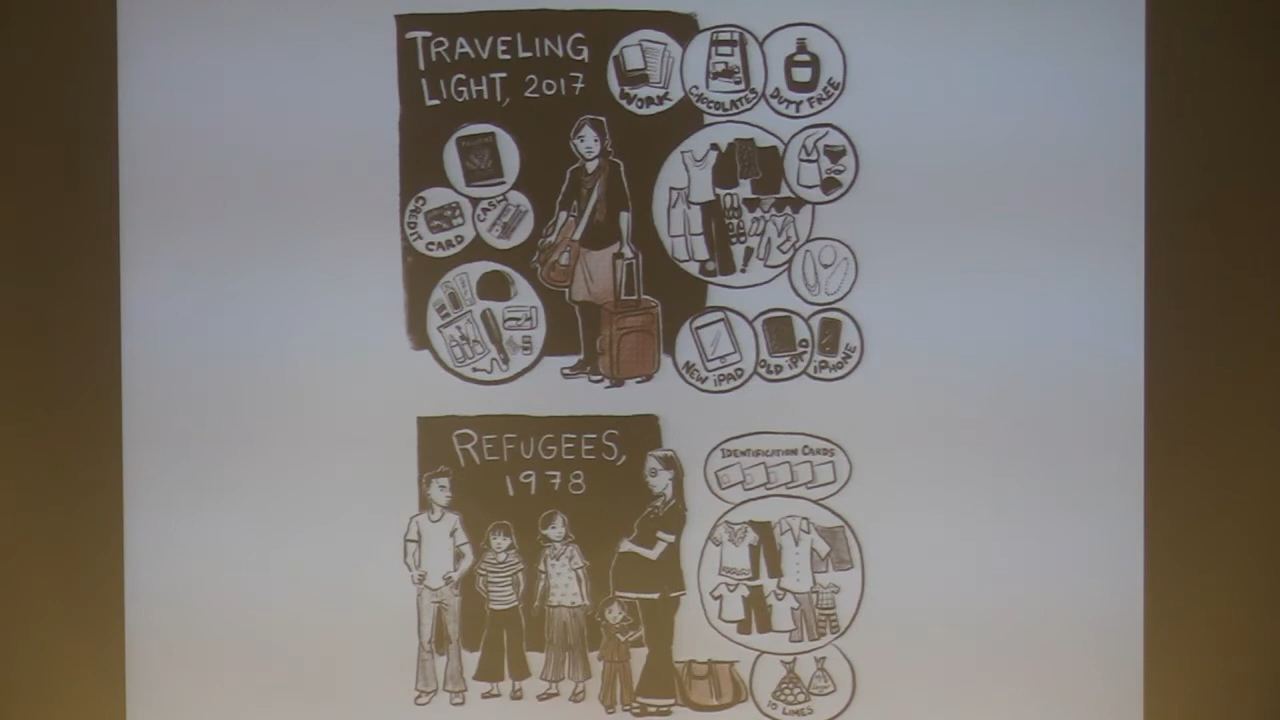 TRAVELING
LIGHT, 2017
WORK
CHOCOLATES
DUTY FREE
CREDIT
CARD
CASH
NEW iPAD
OLD iPAD
iPHONE
REFUGEES,
1978
IDENTIFICATION CARDS
10 LIMES